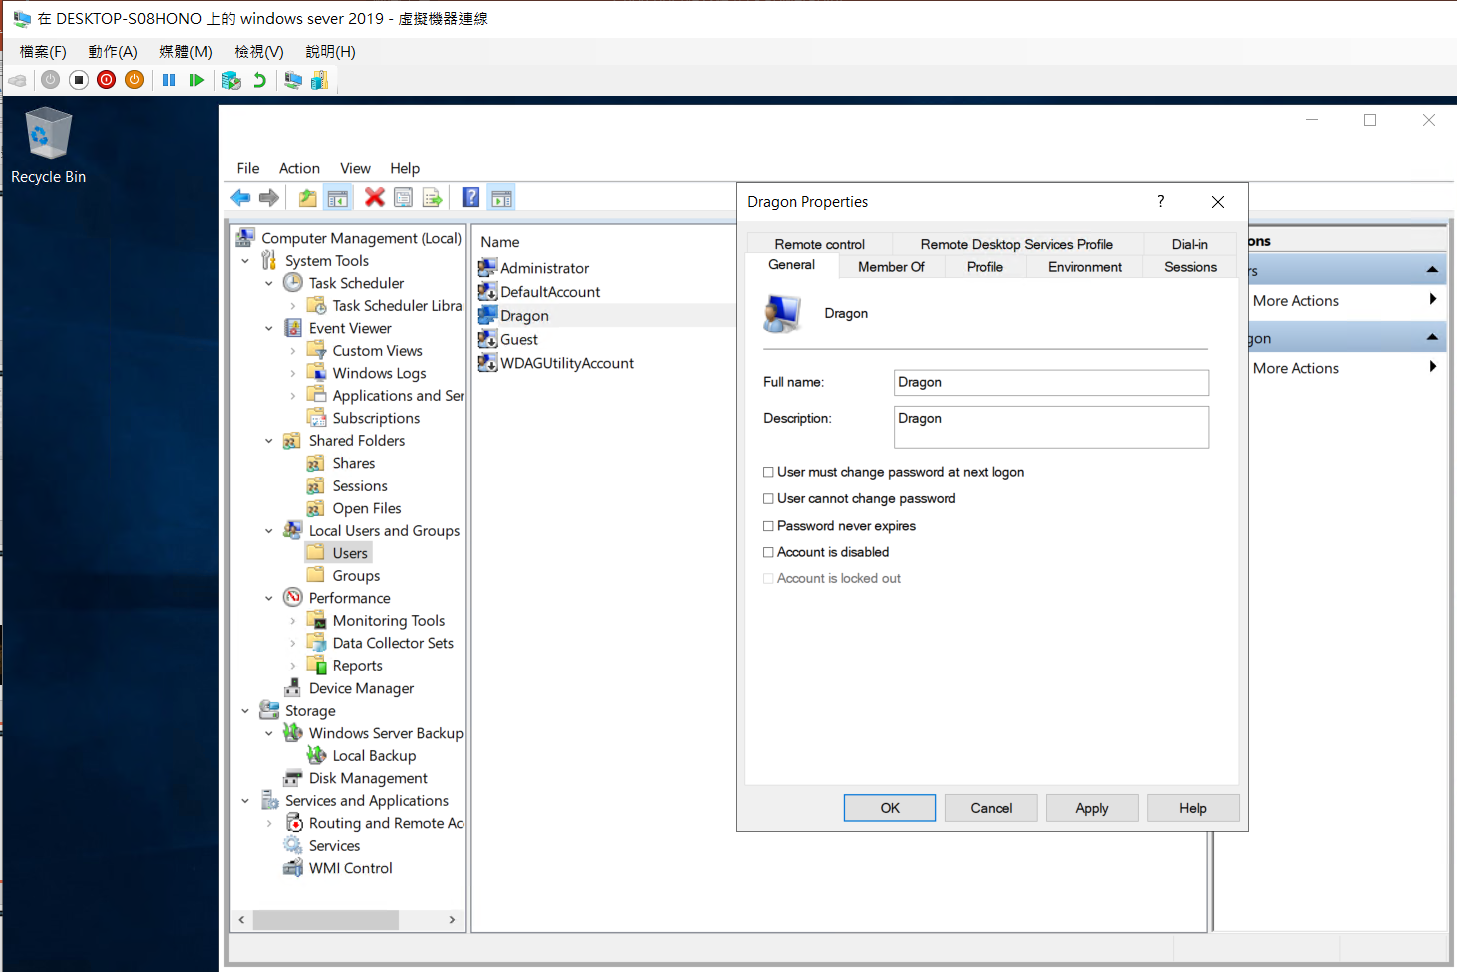 在 DESKTOP-S08HONO 上的 windows sever 2019 - 虛擬機器連線
檔案(F) 動作(A) 媒體(M) 檢視(V) 說明(H)
Recycle Bin
File Action View Help
Computer Management (Local)
System Tools
Task Scheduler
Task Scheduler Libra
Event Viewer
Custom Views
Windows Logs
Applications and Ser
Subscriptions
Shared Folders
Shares
Sessions
Open Files
Local Users and Groups
Users
Groups
Performance
Monitoring Tools
Data Collector Sets
Reports
Device Manager
Storage
Windows Server Backup
Local Backup
Disk Management
Services and Applications
Routing and Remote Ac
Services
WMI Control
Name
Administrator
DefaultAccount
Dragon
Guest
WDAGUtilityAccount
Dragon Properties
?
Remote control Remote Desktop Services Profile Dial-in
General Member Of Profile Environment Sessions
Dragon
Full name: Dragon
Description: Dragon
User must change password at next logon
User cannot change password
Password never expires
Account is disabled
Account is locked out
OK Cancel Apply Help
ons
rs
More Actions
gon
More Actions